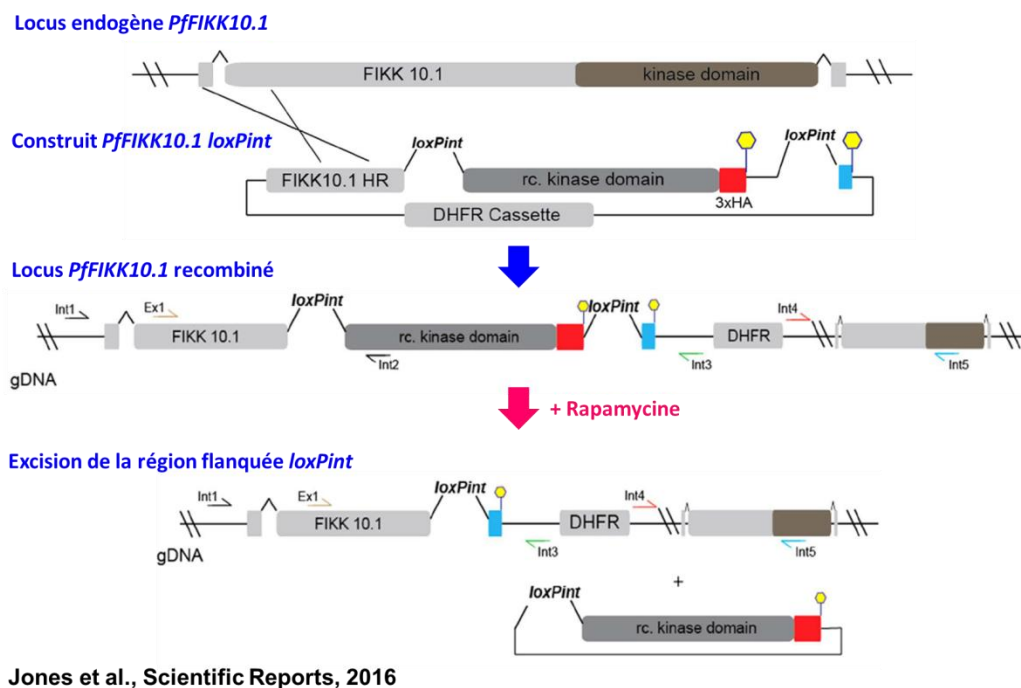 Locus endogène PfFIKK10.1
FIKK 10.1
kinase domain
Construit PfFIKK10.1 loxPint
loxPint
loxPint
FIKK10.1 HR
rc. kinase domain
3xHA
DHFR Cassette
Locus PfFIKK10.1 recombiné
loxPint
loxPint
Int1
Ex1
Int4
FIKK 10.1
rc. kinase domain
DHFR
Int2
Int3
Int5
gDNA
+ Rapamycine
Excision de la région flanquée loxPint
loxPint
Int1
Ex1
Int4
FIKK 10.1
DHFR
Int3
Int5
gDNA
+
loxPint
rc. kinase domain
Jones et al., Scientific Reports, 2016